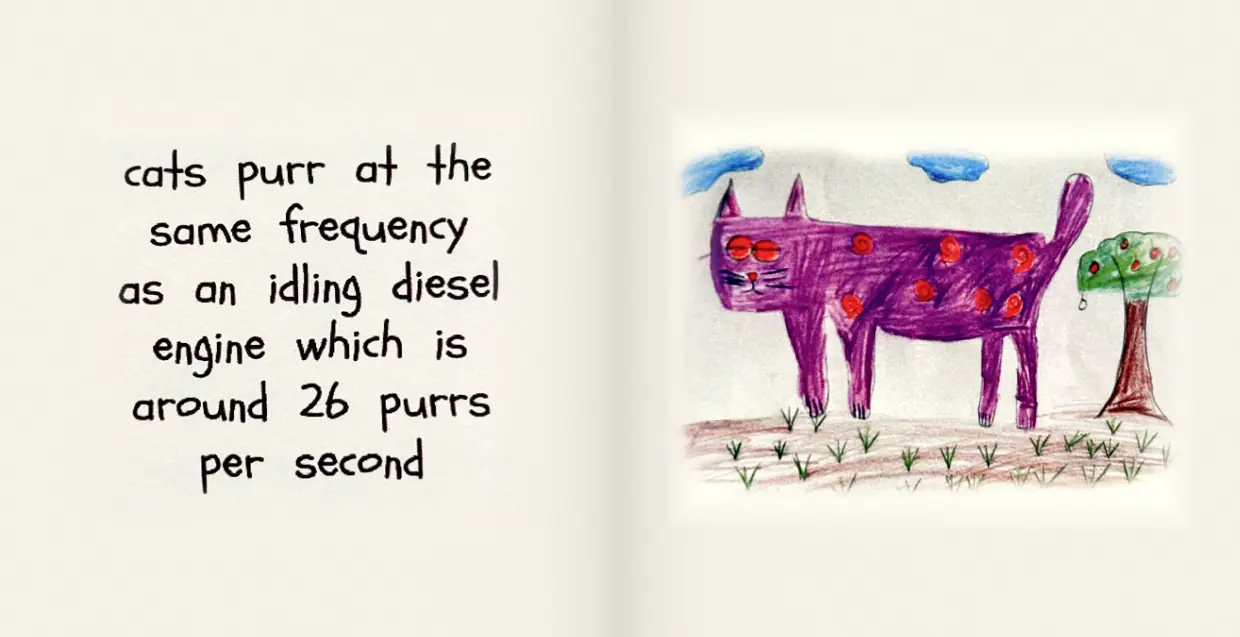 cats purr at the
same frequency
as an idling diesel
engine which is
around 26 purrs
per second